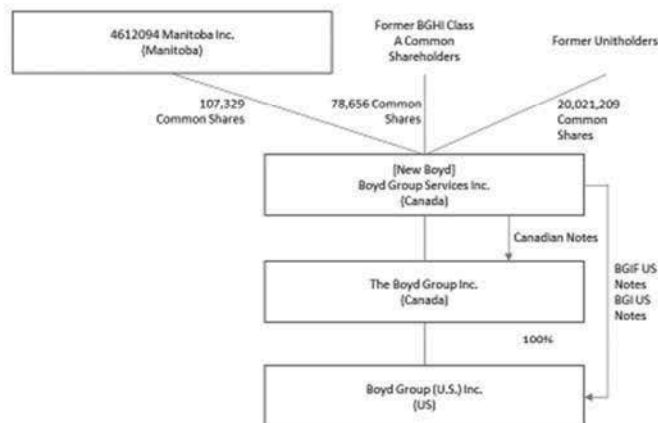 4612094 Manitoba Inc.
(Manitoba)
Former BGHI Class
A Common
Shareholders
Former Unitholders
107,329
Common Shares
78,656 Common
Shares
20,021,209
Common
Shares
[New Boyd]
Boyd Group Services Inc.
(Canada)
Canadian Notes
BGIF US
Notes
BGI US
Notes
The Boyd Group Inc.
(Canada)
100%
Boyd Group (U.S.) Inc.
(US)